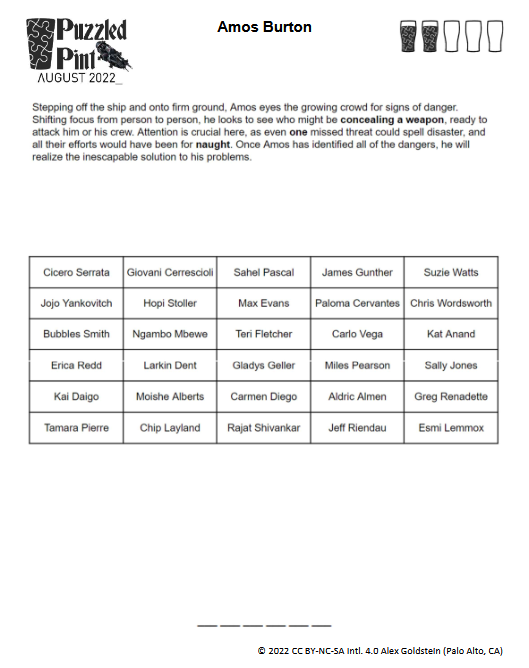 Puzzled
Pint
AUGUST 2022_
Amos Burton
Stepping off the ship and onto firm ground, Amos eyes the growing crowd for signs of danger.
Shifting focus from person to person, he looks to see who might be concealing a weapon, ready to
attack him or his crew. Attention is crucial here, as even one missed threat could spell disaster, and
all their efforts would have been for naught. Once Amos has identified all of the dangers, he will
realize the inescapable solution to his problems.
Cicero Serrata Giovani Cerrescioli Sahel Pascal James Gunther Suzie Watts
Jojo Yankovitch Hopi Stoller Max Evans Paloma Cervantes Chris Wordsworth
Bubbles Smith Ngambo Mbewe Teri Fletcher Carlo Vega Kat Anand
Erica Redd Larkin Dent Gladys Geller Miles Pearson Sally Jones
Kai Daigo Moishe Alberts Carmen Diego Aldric Almen Greg Renadette
Tamara Pierre Chip Layland Rajat Shivankar Jeff Riendau Esmi Lemmox
© 2022 CC BY-NC-SA Intl. 4.0 Alex Goldstein (Palo Alto, CA)